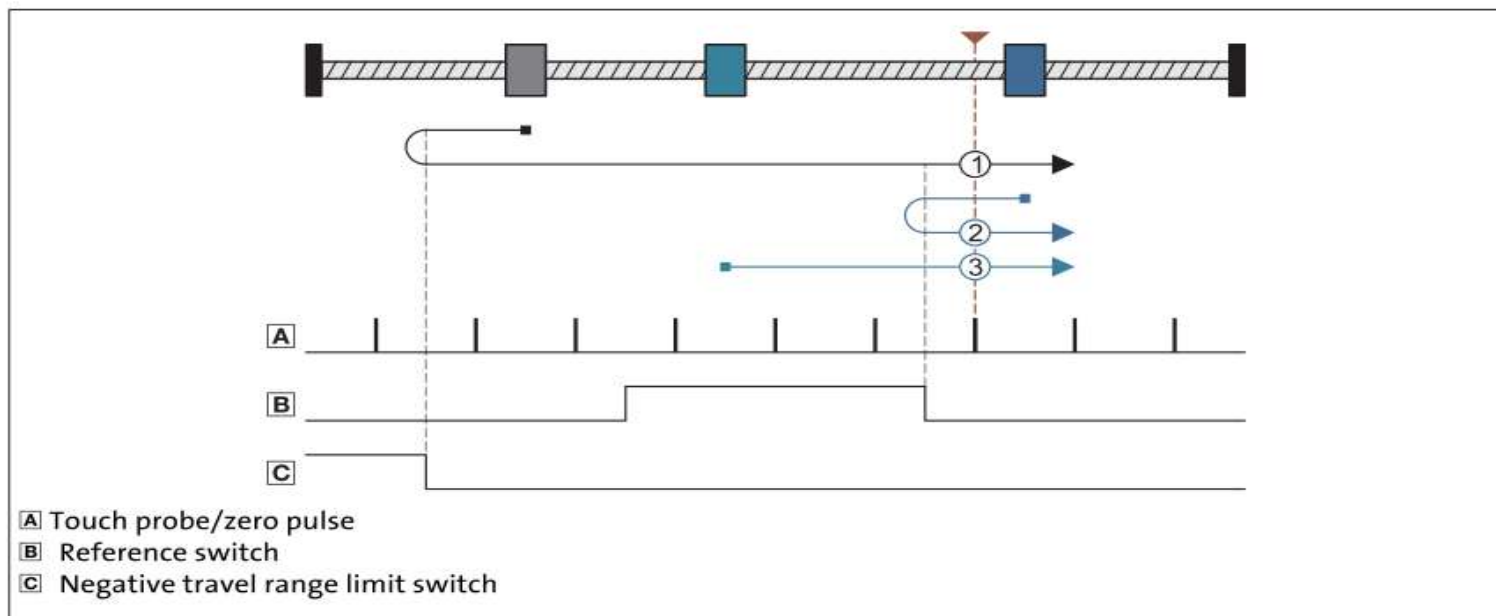 1
2
3
A
B
C
A Touch probe/zero pulse
B Reference switch
C Negative travel range limit switch